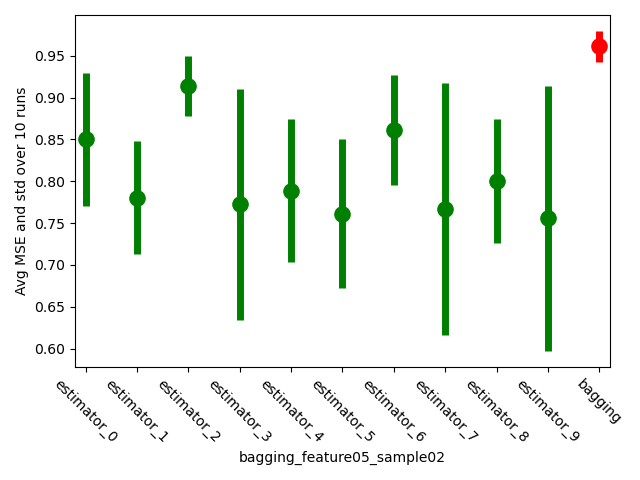 Avg MSE and std over 10 runs
0.95
0.90
0.85
0.80
0.75
0.70
0.65
0.60
estimator_0
estimator_1
estimator_2
estimator_3
estimator_4
estimator_5
estimator_6
estimator_7
estimator_8
estimator_9
bagging
bagging_feature05_sample02